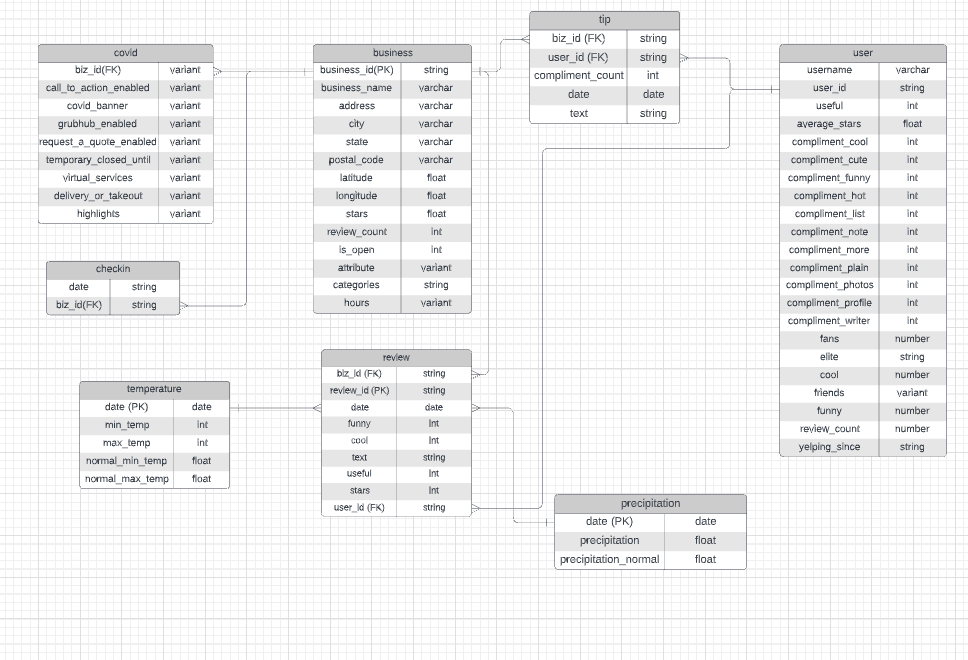 covid
biz_id(FK) variant
call_to_action_enabled variant
covid_banner variant
grubhub_enabled variant
request_a_quote_enabled variant
temporary_closed_until variant
virtual_services variant
delivery_or_takeout variant
highlights variant
checkin
date string
biz_id(FK) string
temperature
date (PK) date
min_temp int
max_temp int
normal_min_temp float
normal_max_temp float
business
business_id(PK) string
business_name varchar
address varchar
city varchar
state varchar
postal_code varchar
latitude float
longitude float
stars float
review_count int
is_open int
attribute variant
categories string
hours variant
review
biz_id (FK) string
review_id (PK) string
date date
funny int
cool int
text string
useful int
stars int
user_id (FK) string
tip
biz_id (FK) string
user_id (FK) string
compliment_count int
date date
text string
precipitation
date (PK) date
precipitation float
precipitation_normal float
user
username varchar
user_id string
useful int
average_stars float
compliment_cool int
compliment_cute int
compliment_funny int
compliment_hot int
compliment_list int
compliment_note int
compliment_more int
compliment_plain int
compliment_photos int
compliment_profile int
compliment_writer int
fans number
elite string
cool number
friends variant
funny number
review_count number
yelping_since string